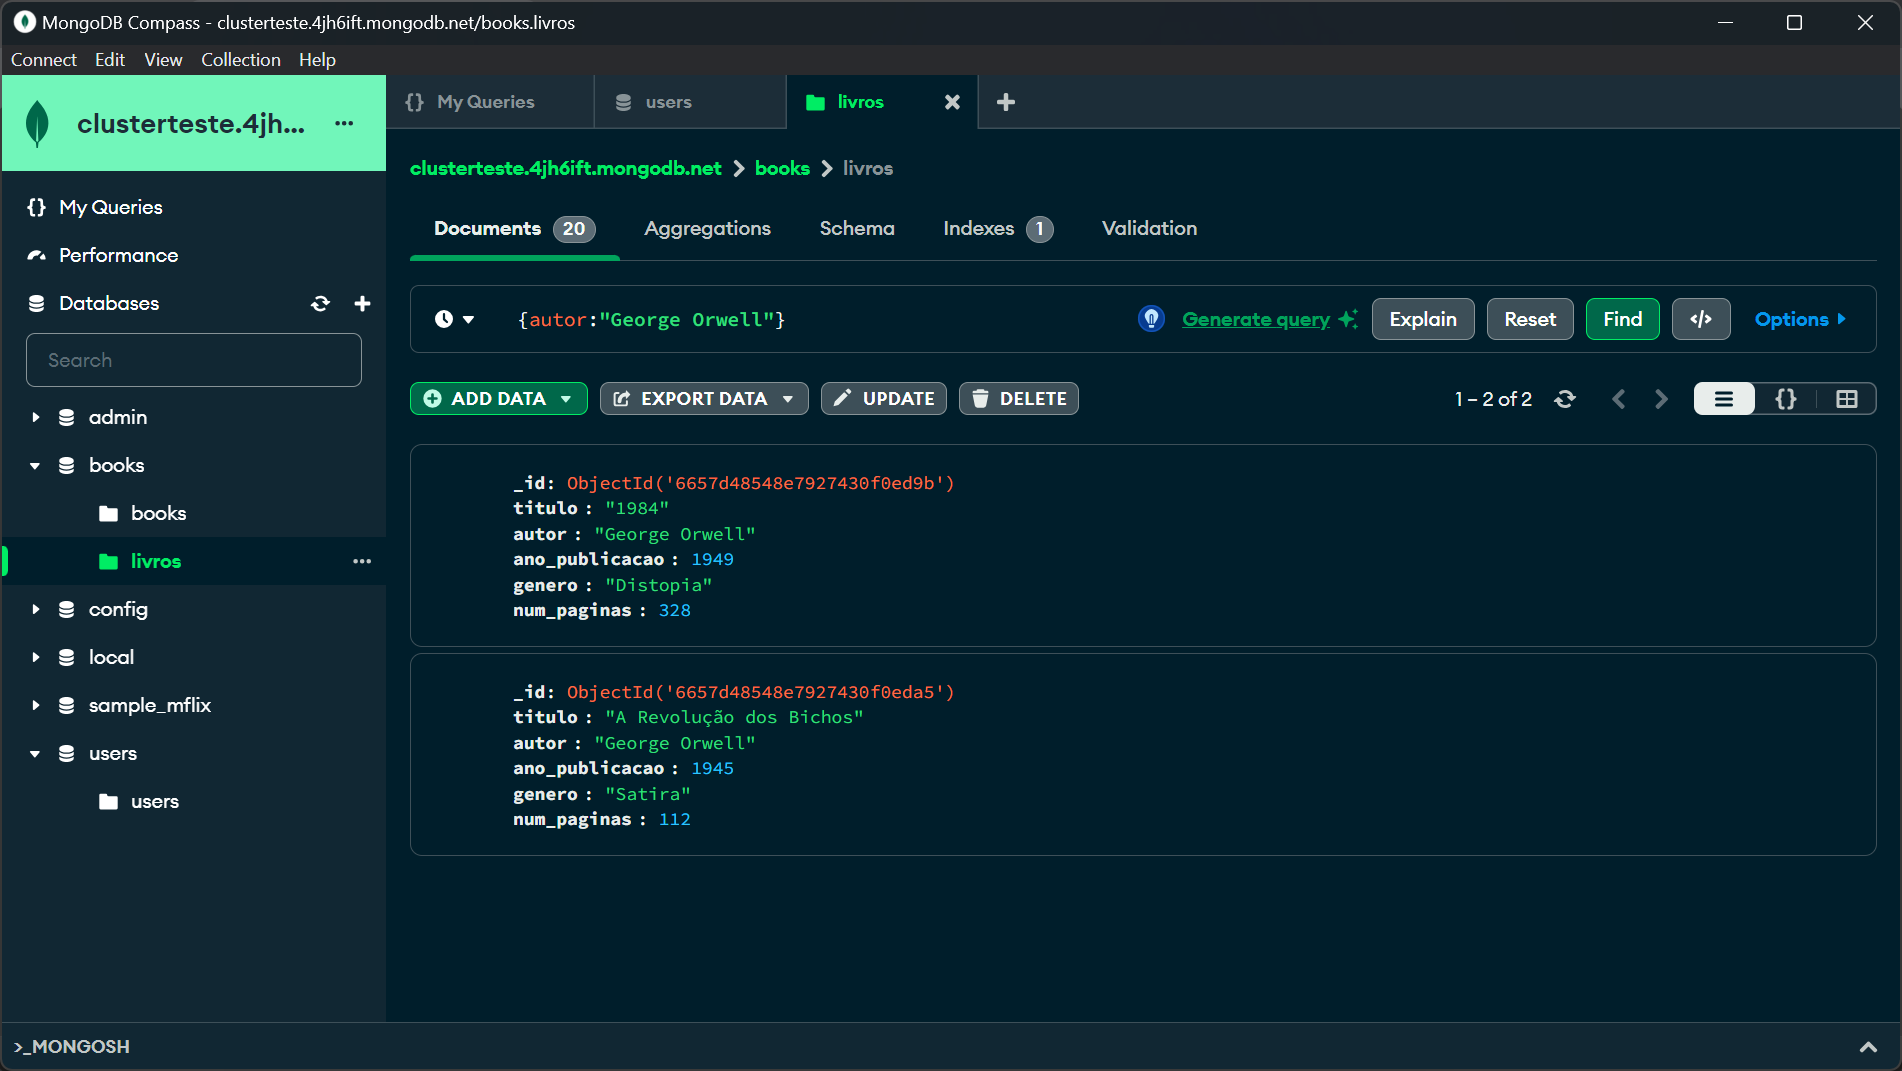 MongoDB Compass - clusterteste.4jh6ift.mongodb.net/books.livros
Connect Edit View Collection Help
clusterteste.4jh...
My Queries
users
livros
clusterteste.4jh6ift.mongodb.net > books > livros
My Queries
Performance
Databases
Search
admin
books
books
livros
config
local
sample_mflix
users
users
Documents 20 Aggregations Schema Indexes 1 Validation
{autor:"George Orwell"}
Generate query Explain Reset Find </> Options
ADD DATA EXPORT DATA UPDATE DELETE 1 – 2 of 2 {}
_id: ObjectId('6657d48548e7927430f0ed9b')
titulo : "1984"
autor : "George Orwell"
ano_publicacao : 1949
genero : "Distopia"
num_paginas : 328
_id: ObjectId('6657d48548e7927430f0eda5')
titulo : "A Revolução dos Bichos"
autor : "George Orwell"
ano_publicacao : 1945
genero : "Satira"
num_paginas : 112
>_MONGOSH